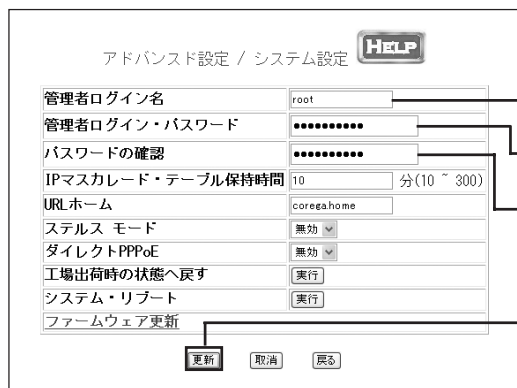 アドバンスド設定 / システム設定 HELP
管理者ログイン名 root
管理者ログイン・パスワード ••••••••••
パスワードの確認 ••••••••••
IPマスカレード・テーブル保持時間 10 分(10 ~ 300)
URLホーム corega.home
ステルス モード 無効
ダイレクトPPPoE 無効
工場出荷時の状態へ戻す 実行
システム・リブート 実行
ファームウェア更新
更新 取消 戻る